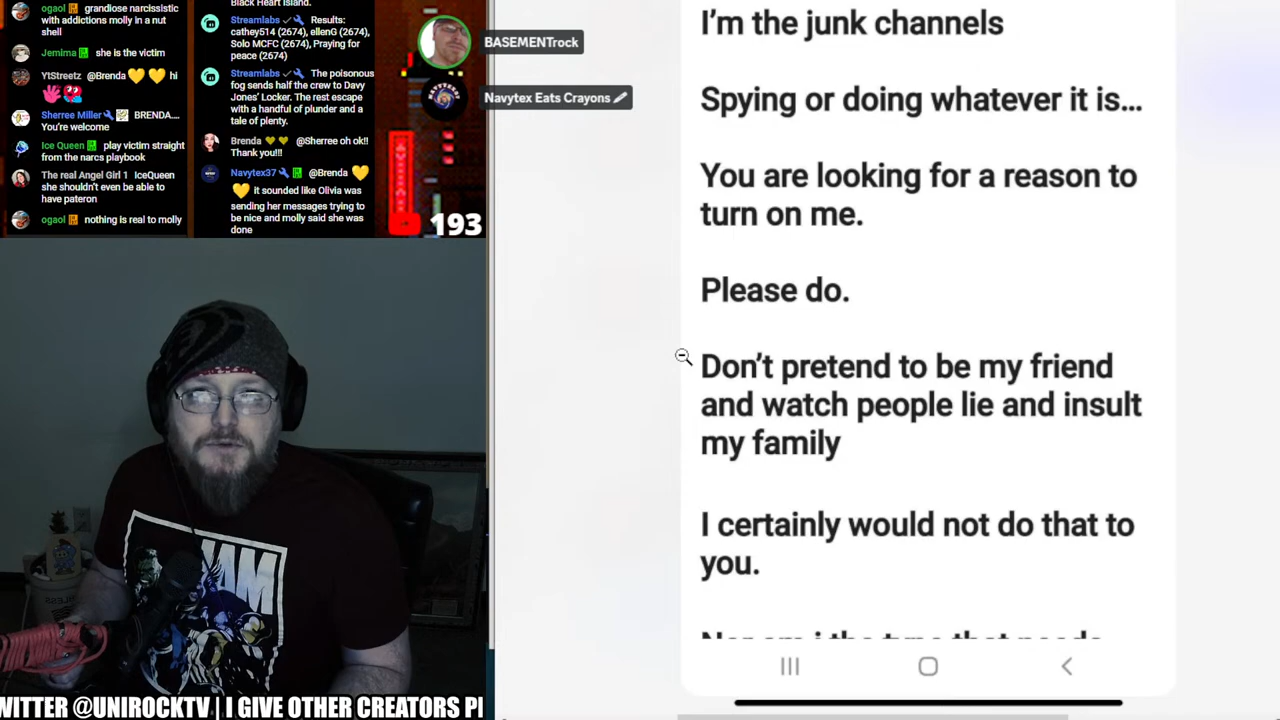 ogaol grandiose narcissistic
with addictions molly in a nut
shell
Jemima she is the victim
YtStreetz @Brenda 💛 💛 hi
Sherree Miller BRENDA....
You're welcome
Ice Queen play victim straight
from the narcs playbook
The real Angel Girl 1 IceQueen
she shouldn't even be able to
have pateron
ogaol nothing is real to molly
Black Heart Island.
Streamlabs Results:
cathey514 (2674), ellenG (2674),
Solo MCFC (2674), Praying for
peace (2674)
Streamlabs The poisonous
fog sends half the crew to Davy
Jones' Locker. The rest escape
with a handful of plunder and a
tale of plenty.
Brenda 💛 💛 @Sherree oh ok!!
Thank you!!!
Navytex37 @Brenda 💛
💛 it sounded like Olivia was
sending her messages trying to
be nice and molly said she was
done
193
BASEMENTrock
Navytex Eats Crayons
I'm the junk channels
Spying or doing whatever it is...
You are looking for a reason to
turn on me.
Please do.
Don't pretend to be my friend
and watch people lie and insult
my family
I certainly would not do that to
you.
JAM
WITTER @UNIROCKTV | I GIVE OTHER CREATORS PI